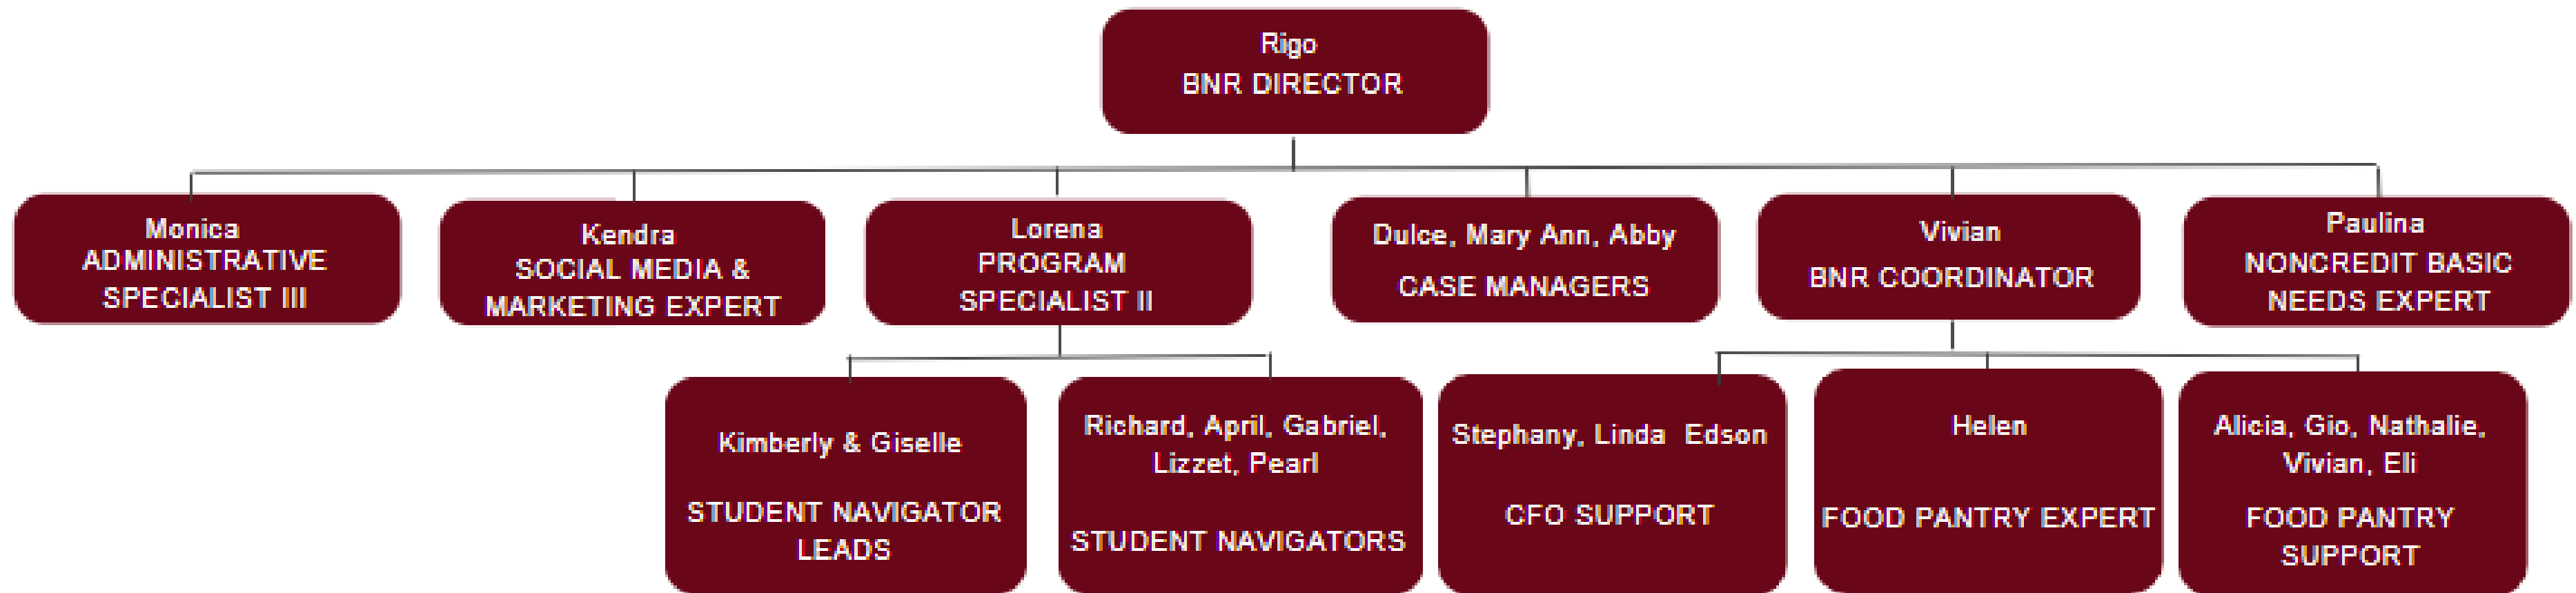 Rigo
BNR DIRECTOR
Monica
ADMINISTRATIVE
SPECIALIST III
Kendra
SOCIAL MEDIA &
MARKETING EXPERT
Lorena
PROGRAM
SPECIALIST II
Dulce, Mary Ann, Abby
CASE MANAGERS
Vivian
BNR COORDINATOR
Paulina
NONCREDIT BASIC
NEEDS EXPERT
Kimberly & Giselle
STUDENT NAVIGATOR
LEADS
Richard, April, Gabriel,
Lizzet, Pearl
STUDENT NAVIGATORS
Stephany, Linda  Edson
CFO SUPPORT
Helen
FOOD PANTRY EXPERT
Alicia, Gio, Nathalie,
Vivian, Eli
FOOD PANTRY
SUPPORT